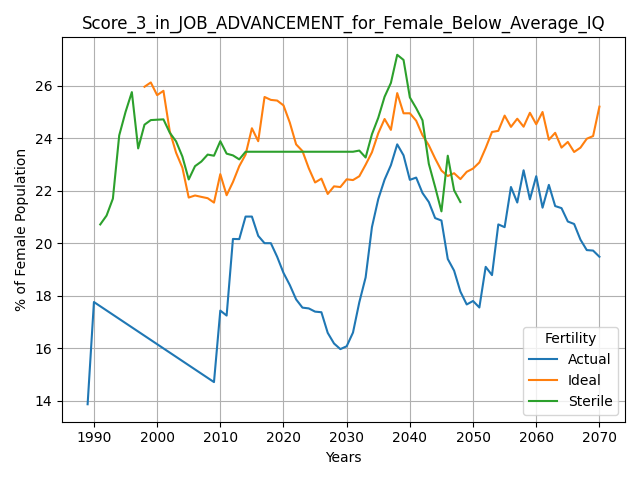 Score_3_in_JOB_ADVANCEMENT_for_Female_Below_Average_IQ
% of Female Population
26
24
22
20
18
16
14
1990
2000
2010
2020
2030
2040
2050
2060
2070
Years
Fertility
Actual
Ideal
Sterile